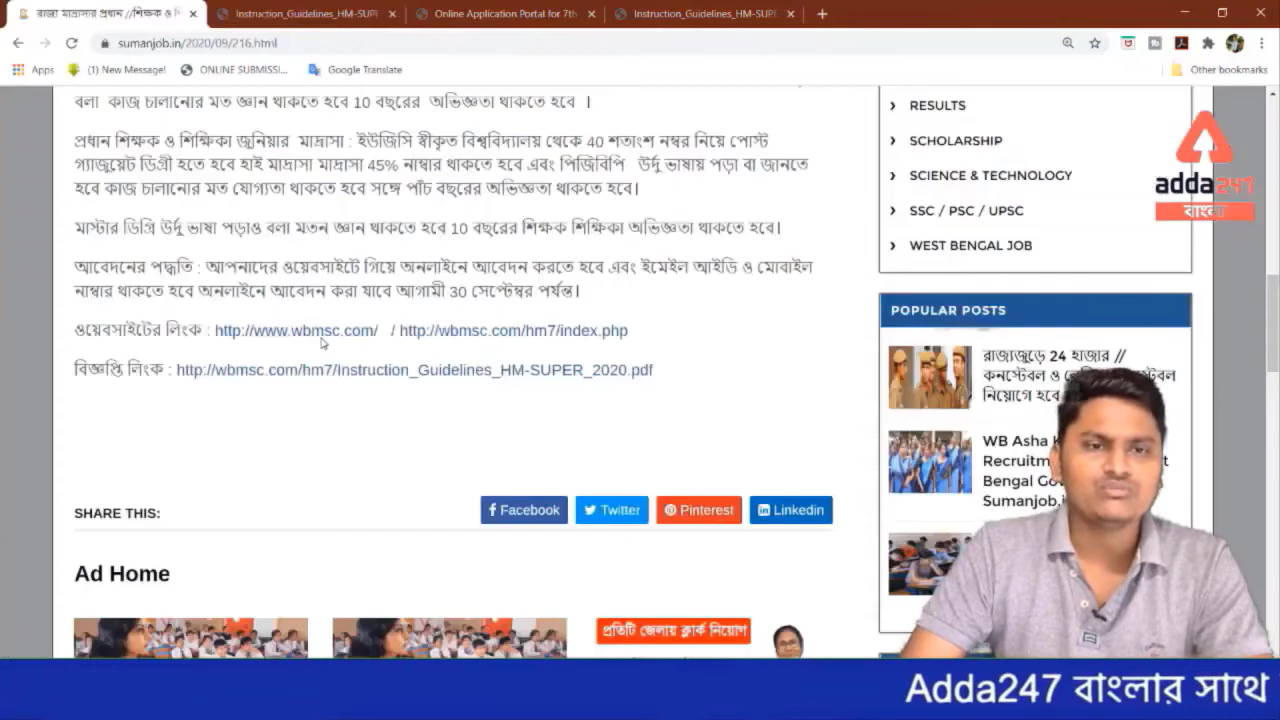 রাজ্য মাদ্রাসার প্রধান //শিক্ষক ও শি
Instruction_Guidelines_HM-SUPE
Online Application Portal for 7th
Instruction_Guidelines_HM-SUPE
sumanjob.in/2020/09/216.html
Apps
(1) New Message!
ONLINE SUBMISSI...
Google Translate
Other bookmarks
বলা কাজ চালানোর মত জ্ঞান থাকতে হবে 10 বছরের অভিজ্ঞতা থাকতে হবে ।
প্রধান শিক্ষক ও শিক্ষিকা জুনিয়ার মাদ্রাসা : ইউজিসি স্বীকৃত বিশ্ববিদ্যালয় থেকে 40 শতাংশ নম্বর নিয়ে পোস্ট
গ্যাজুয়েট ডিগ্রী হতে হবে হাই মাদ্রাসা মাদ্রাসা 45% নাম্বার থাকতে হবে এবং পিজিবিপি উর্দু ভাষায় পড়া বা জানতে
হবে কাজ চালানোর মত যোগ্যতা থাকতে হবে সঙ্গে পাঁচ বছরের অভিজ্ঞতা থাকতে হবে।
মাস্টার ডিগ্রি উর্দু ভাষা পড়াও বলা মতন জ্ঞান থাকতে হবে 10 বছরের শিক্ষক শিক্ষিকা অভিজ্ঞতা থাকতে হবে।
আবেদনের পদ্ধতি : আপনাদের ওয়েবসাইটে গিয়ে অনলাইনে আবেদন করতে হবে এবং ইমেইল আইডি ও মোবাইল
নাম্বার থাকতে হবে অনলাইনে আবেদন করা যাবে আগামী 30 সেপ্টেম্বর পর্যন্ত।
ওয়েবসাইটের লিংক : http://www.wbmsc.com/ / http://wbmsc.com/hm7/index.php
বিজ্ঞপ্তি লিংক : http://wbmsc.com/hm7/Instruction_Guidelines_HM-SUPER_2020.pdf
SHARE THIS:
Facebook
Twitter
Pinterest
Linkedin
Ad Home
প্রতিটি জেলায় ক্লার্ক নিয়োগ
RESULTS
SCHOLARSHIP
SCIENCE & TECHNOLOGY
SSC / PSC / UPSC
WEST BENGAL JOB
adda247
বাংলা
POPULAR POSTS
রাজ্যজুড়ে 24 হাজার //
কনস্টেবল ও
নিয়োগে হবে
WB Asha
Recruitm
Bengal Go
Sumanjob.i
Adda247 বাংলার সাথে